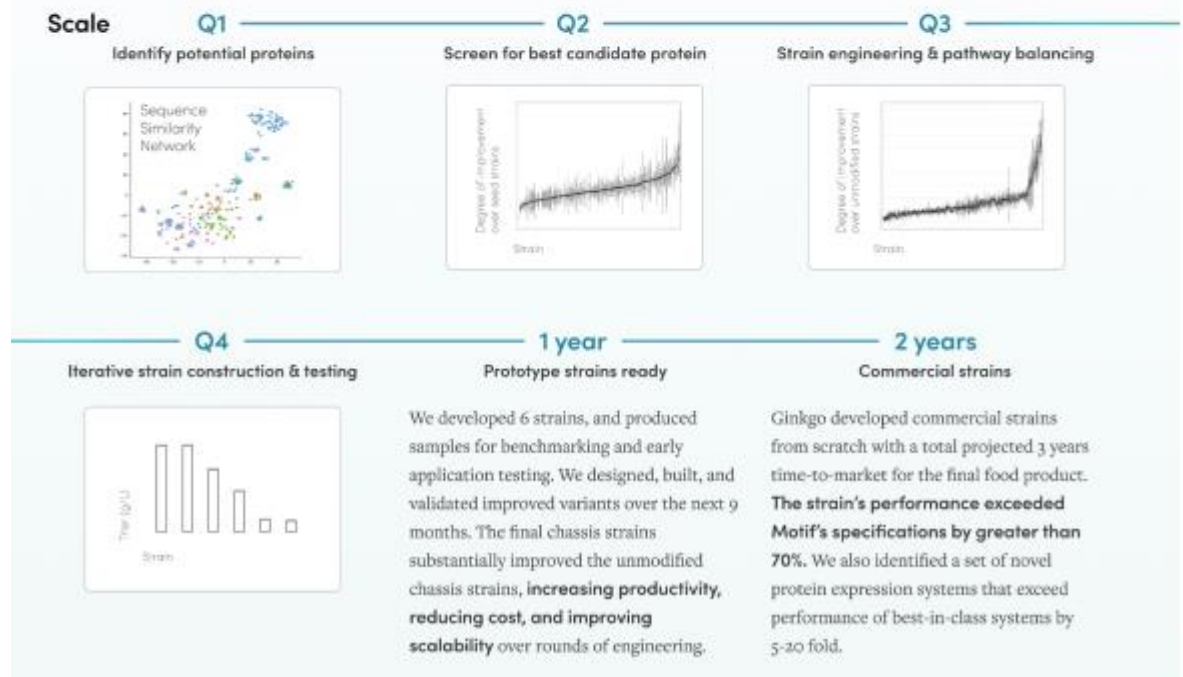 Scale
Q1
Q2
Q3
Identify potential proteins
Screen for best candidate protein
Strain engineering & pathway balancing
Sequence
Similarity
Network
Degree of improvement
over seed strains
Strain
Degree of improvement
over unmodified strains
Strain
Q4
1 year
2 years
Iterative strain construction & testing
Prototype strains ready
Commercial strains
Titer (g/L)
Strain
We developed 6 strains, and produced
samples for benchmarking and early
application testing. We designed, built, and
validated improved variants over the next 9
months. The final chassis strains
substantially improved the unmodified
chassis strains, increasing productivity,
reducing cost, and improving
scalability over rounds of engineering.
Ginkgo developed commercial strains
from scratch with a total projected 3 years
time-to-market for the final food product.
The strain's performance exceeded
Motif's specifications by greater than
70%. We also identified a set of novel
protein expression systems that exceed
performance of best-in-class systems by
5-20 fold.